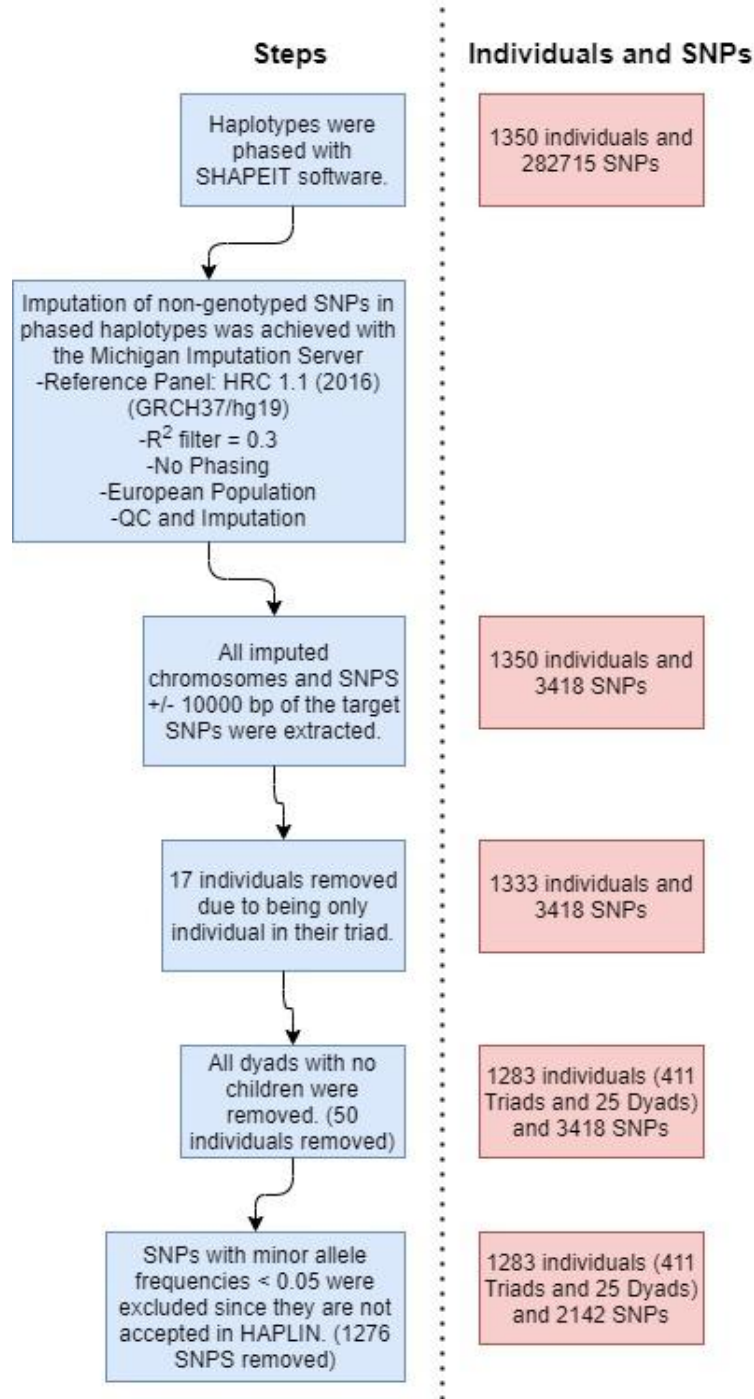 Steps
Individuals and SNPs
Haplotypes were
phased with
SHAPEIT software.
1350 individuals and
282715 SNPs
Imputation of non-genotyped SNPs in
phased haplotypes was achieved with
the Michigan Imputation Server
-Reference Panel: HRC 1.1 (2016)
(GRCH37/hg19)
-R² filter = 0.3
-No Phasing
-European Population
-QC and Imputation
All imputed
chromosomes and SNPS
+/- 10000 bp of the target
SNPs were extracted.
1350 individuals and
3418 SNPs
17 individuals removed
due to being only
individual in their triad.
1333 individuals and
3418 SNPs
All dyads with no
children were
removed. (50
individuals removed)
1283 individuals (411
Triads and 25 Dyads)
and 3418 SNPs
SNPs with minor allele
frequencies < 0.05 were
excluded since they are not
accepted in HAPLIN. (1276
SNPS removed)
1283 individuals (411
Triads and 25 Dyads)
and 2142 SNPs